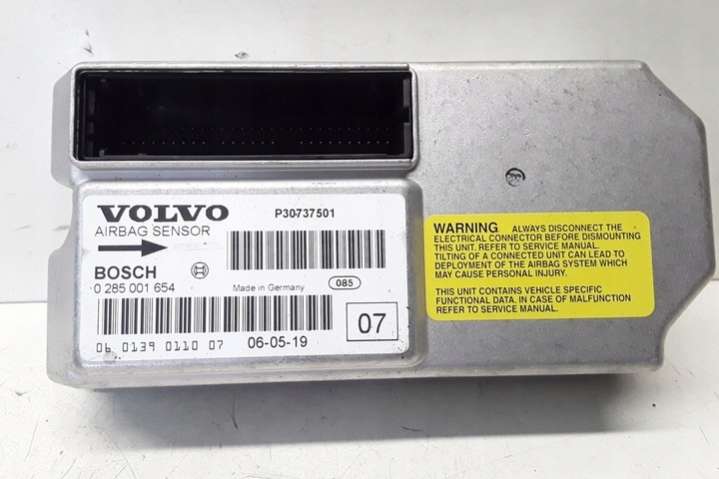 VOLVO
P30737501
AIRBAG SENSOR
BOSCH
0 285 001 654
Made in Germany
085
07
06 0139 0110 07
06-05-19
WARNING ALWAYS DISCONNECT THE
ELECTRICAL CONNECTOR BEFORE DISMOUNTING
THIS UNIT. REFER TO SERVICE MANUAL.
TILTING OF A CONNECTED UNIT CAN LEAD TO
DEPLOYMENT OF THE AIRBAG SYSTEM WHICH
MAY CAUSE PERSONAL INJURY.
THIS UNIT CONTAINS VEHICLE SPECIFIC
FUNCTIONAL DATA. IN CASE OF MALFUNCTION
REFER TO SERVICE MANUAL.